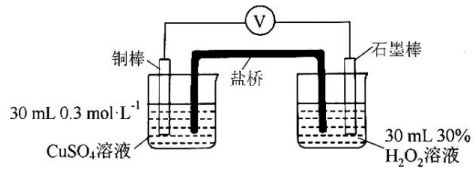 V
铜棒
石墨棒
盐桥
30 mL 0.3 mol·L⁻¹
CuSO₄溶液
30 mL 30%
H₂O₂溶液